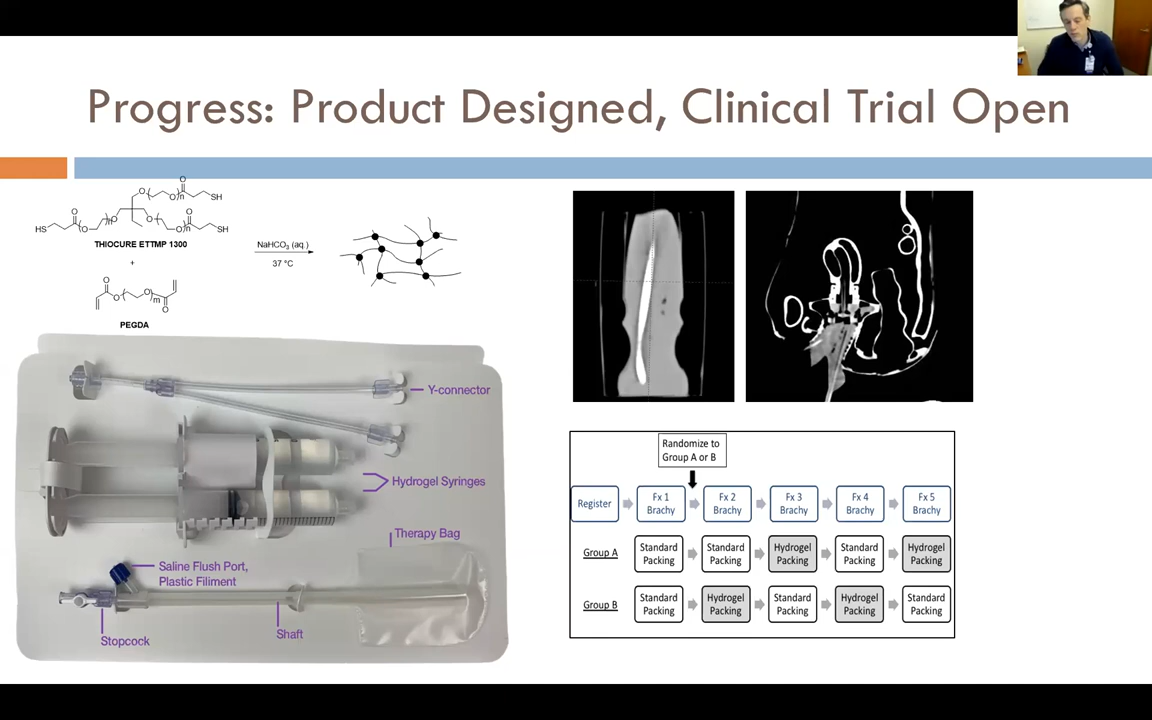 Progress: Product Designed, Clinical Trial Open
O
O ( O )n SH
HS O ( O )n O O ( O )n SH
THIOCURE ETTMP 1300
+
O
O ( O )m
O
PEGDA
NaHCO₃ (aq.)
37 °C
Y-connector
Hydrogel Syringes
Therapy Bag
Saline Flush Port,
Plastic Filiment
Shaft
Stopcock
Randomize to
Group A or B
Register
Fx 1
Brachy
Fx 2
Brachy
Fx 3
Brachy
Fx 4
Brachy
Fx 5
Brachy
Group A
Standard
Packing
Standard
Packing
Hydrogel
Packing
Standard
Packing
Hydrogel
Packing
Group B
Standard
Packing
Hydrogel
Packing
Standard
Packing
Hydrogel
Packing
Standard
Packing